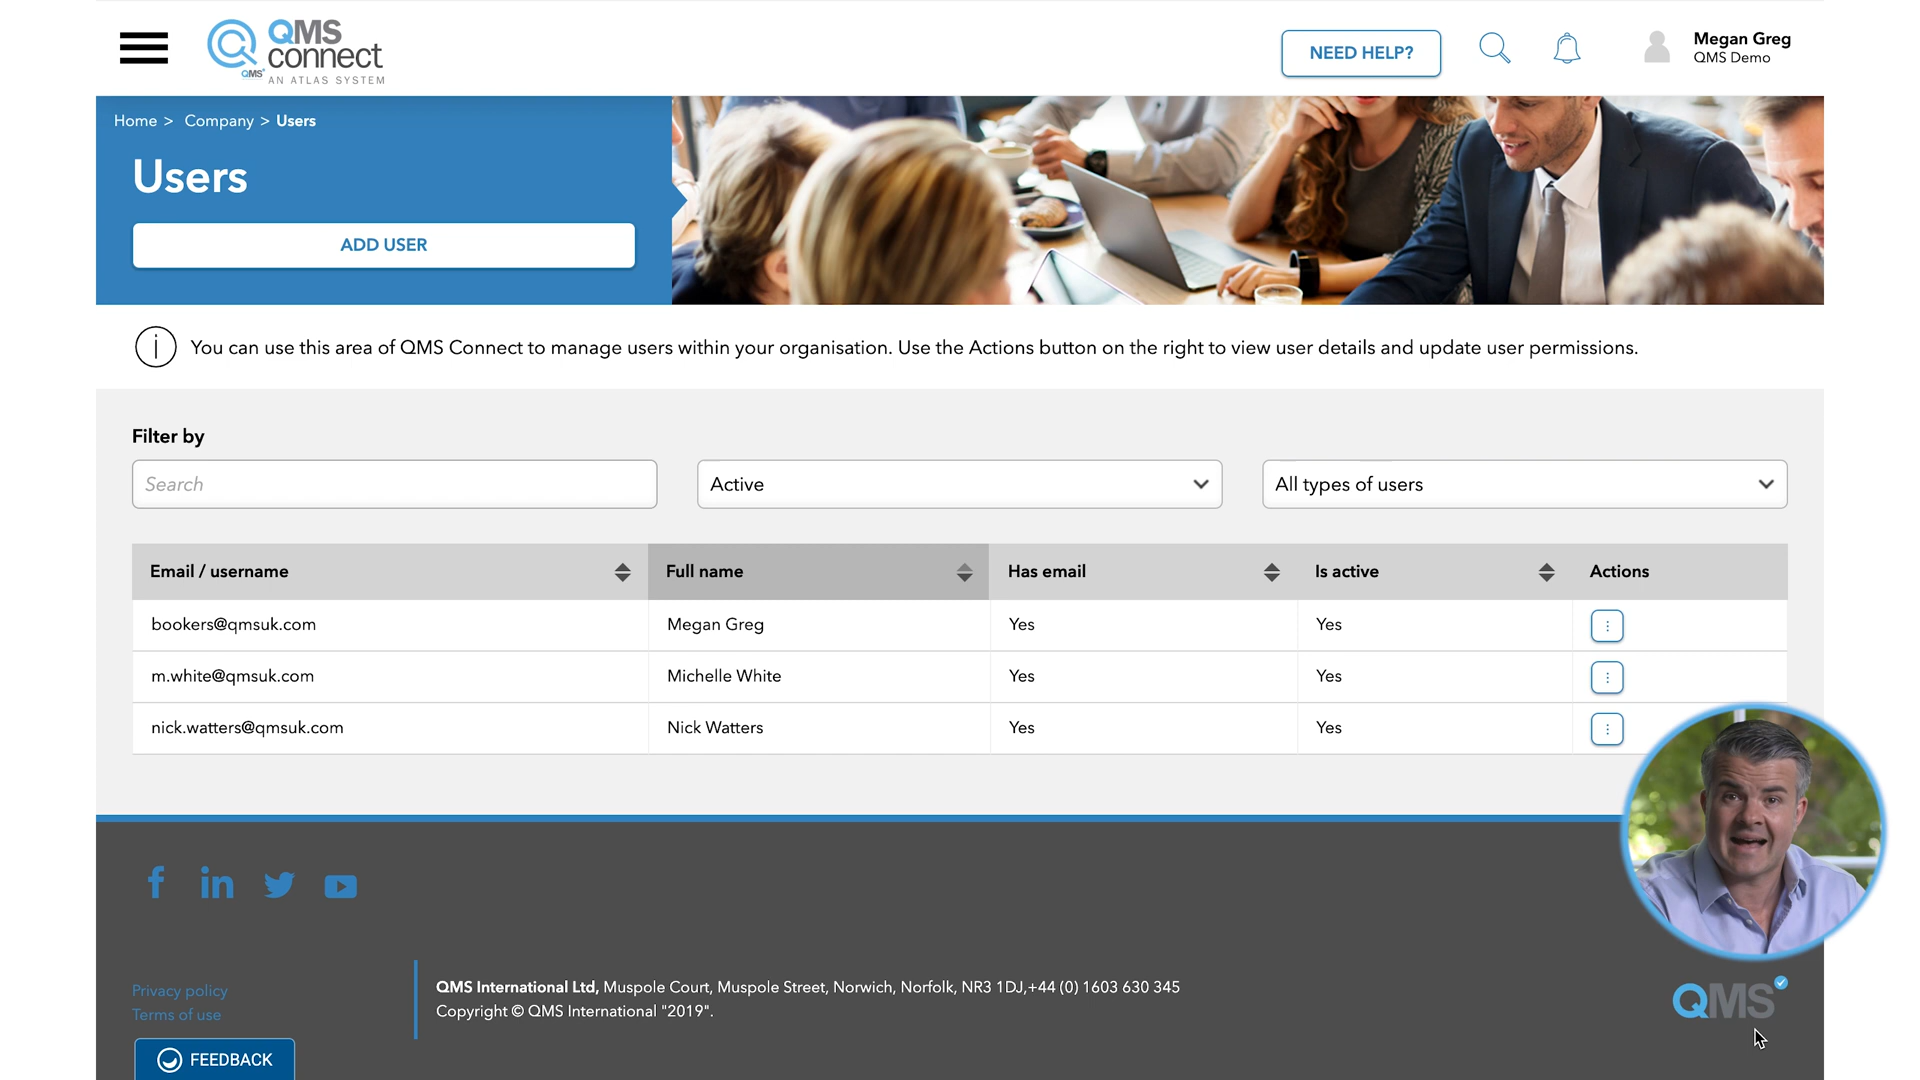 QMS
connect
QMS
AN ATLAS SYSTEM
NEED HELP?
Megan Greg
QMS Demo
Home > Company > Users
Users
ADD USER
You can use this area of QMS Connect to manage users within your organisation. Use the Actions button on the right to view user details and update user permissions.
Filter by
Search
Active
All types of users
Email / username Full name Has email Is active Actions
bookers@qmsuk.com Megan Greg Yes Yes
m.white@qmsuk.com Michelle White Yes Yes
nick.watters@qmsuk.com Nick Watters Yes Yes
Privacy policy
Terms of use
QMS International Ltd, Muspole Court, Muspole Street, Norwich, Norfolk, NR3 1DJ,+44 (0) 1603 630 345
Copyright © QMS International "2019".
QMS
FEEDBACK